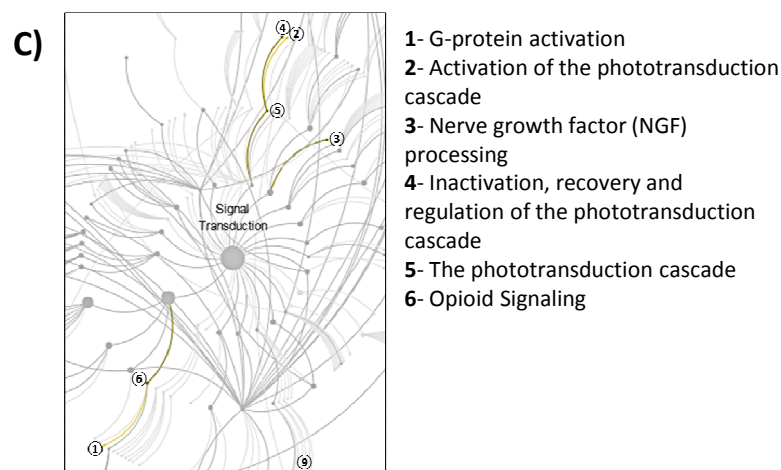 C)
④ ②
⑤
③
Signal
Transduction
⑥
①
⑨
1- G-protein activation
2- Activation of the phototransduction
cascade
3- Nerve growth factor (NGF)
processing
4- Inactivation, recovery and
regulation of the phototransduction
cascade
5- The phototransduction cascade
6- Opioid Signaling